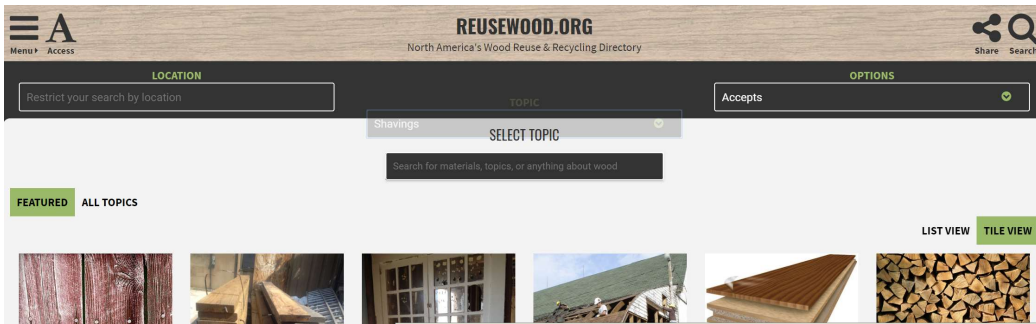 REUSEWOOD.ORG
North America's Wood Reuse & Recycling Directory
Menu Access
Share Search
LOCATION
Restrict your search by location
TOPIC
Shavings
OPTIONS
Accepts
SELECT TOPIC
Search for materials, topics, or anything about wood
FEATURED ALL TOPICS
LIST VIEW TILE VIEW